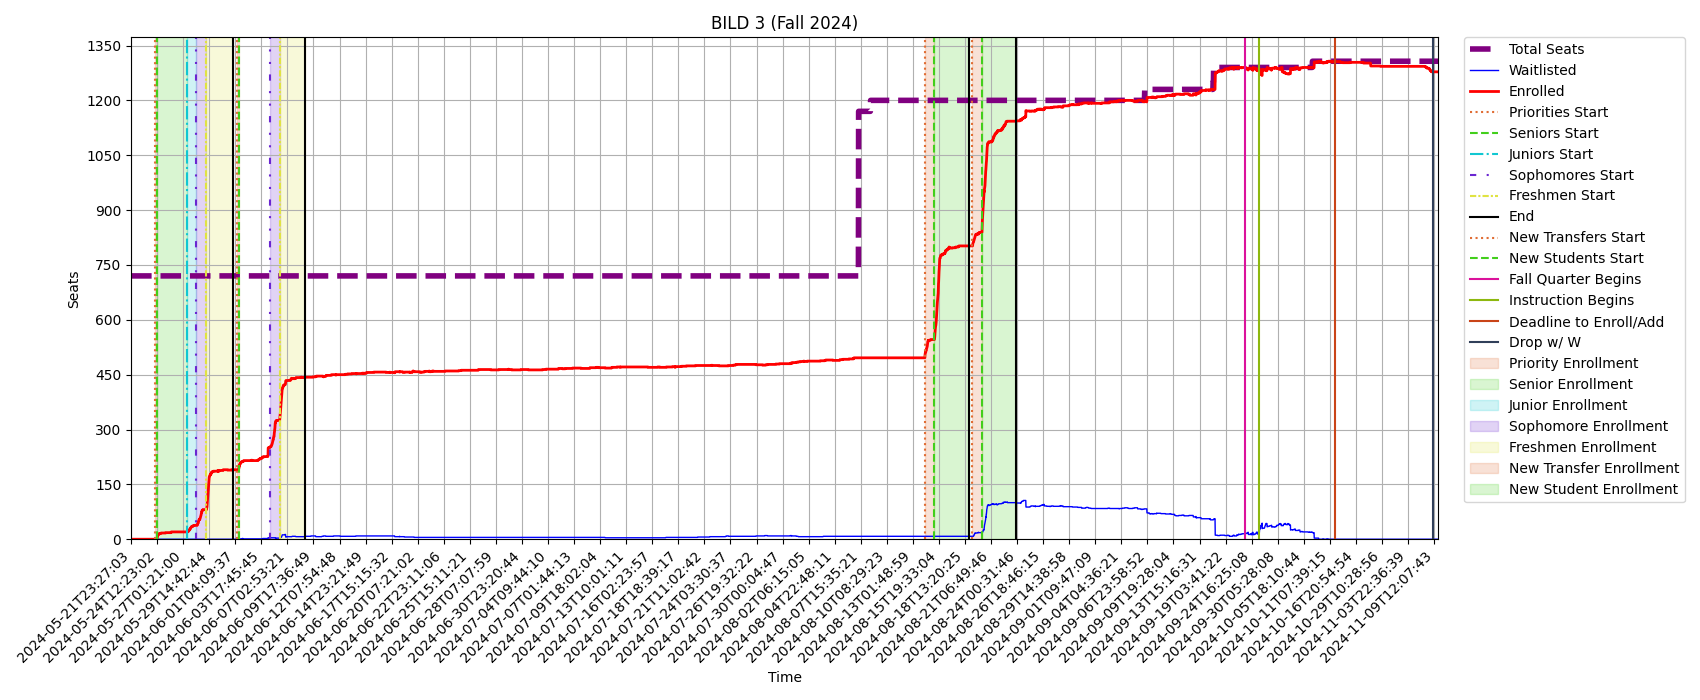 BILD 3 (Fall 2024)
Seats
1350
1200
1050
900
750
600
450
300
150
0
2024-05-21T23:27:03
2024-05-24T12:23:02
2024-05-27T01:21:00
2024-05-29T14:42:44
2024-06-01T04:09:37
2024-06-03T17:45:45
2024-06-07T02:53:21
2024-06-09T17:36:49
2024-06-12T07:54:48
2024-06-14T23:21:49
2024-06-17T15:15:32
2024-06-20T07:21:02
2024-06-22T23:11:06
2024-06-25T15:11:21
2024-06-28T07:07:59
2024-06-30T23:20:44
2024-07-04T09:44:10
2024-07-07T01:44:13
2024-07-09T18:02:04
2024-07-13T10:01:11
2024-07-16T02:23:57
2024-07-18T18:39:17
2024-07-21T11:02:42
2024-07-24T03:30:37
2024-07-26T19:32:22
2024-07-30T00:04:47
2024-08-02T06:15:05
2024-08-04T22:48:11
2024-08-07T15:35:21
2024-08-10T08:29:23
2024-08-13T01:48:59
2024-08-15T19:33:04
2024-08-18T13:20:25
2024-08-21T06:49:46
2024-08-24T00:31:46
2024-08-26T18:46:15
2024-08-29T14:38:58
2024-09-01T09:47:09
2024-09-04T04:36:21
2024-09-06T23:58:52
2024-09-09T19:28:04
2024-09-13T15:16:31
2024-09-19T03:41:22
2024-09-24T16:25:08
2024-09-30T05:28:08
2024-10-05T18:10:44
2024-10-11T07:39:15
2024-10-16T20:54:54
2024-10-29T10:28:56
2024-11-03T22:36:39
2024-11-09T12:07:43
Time
Total Seats
Waitlisted
Enrolled
Priorities Start
Seniors Start
Juniors Start
Sophomores Start
Freshmen Start
End
New Transfers Start
New Students Start
Fall Quarter Begins
Instruction Begins
Deadline to Enroll/Add
Drop w/ W
Priority Enrollment
Senior Enrollment
Junior Enrollment
Sophomore Enrollment
Freshmen Enrollment
New Transfer Enrollment
New Student Enrollment